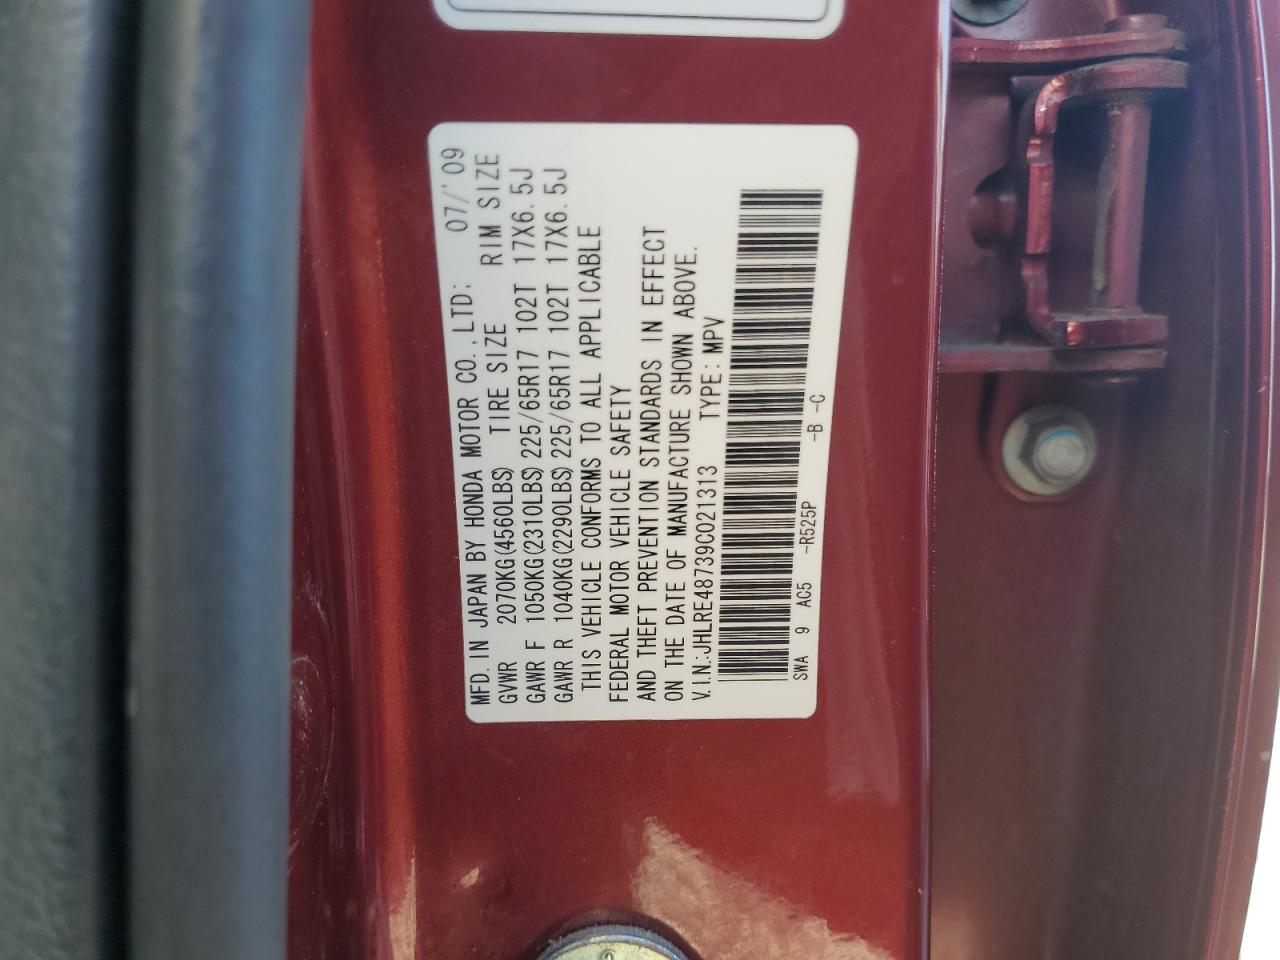 MFD. IN JAPAN BY HONDA MOTOR CO., LTD: 07/'09
GVWR 2070KG(4560LBS) TIRE SIZE RIM SIZE
GAWR F 1050KG(2310LBS) 225/65R17 102T 17X6.5J
GAWR R 1040KG(2290LBS) 225/65R17 102T 17X6.5J
THIS VEHICLE CONFORMS TO ALL APPLICABLE
FEDERAL MOTOR VEHICLE SAFETY
AND THEFT PREVENTION STANDARDS IN EFFECT
ON THE DATE OF MANUFACTURE SHOWN ABOVE.
V.I.N.:JHLRE48739C021313 TYPE:MPV
SWA 9 AC5 -R525P -B -C